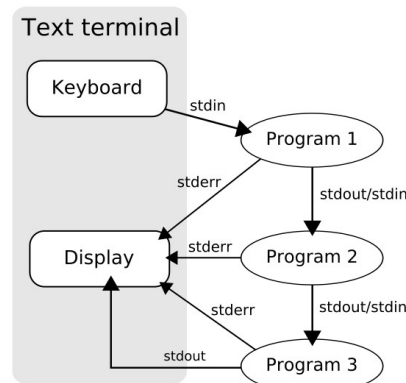 Text terminal
Keyboard
stdin
Program 1
stderr
stdout/stdin
Display
stderr
Program 2
stdout/stdin
stderr
stdout
Program 3